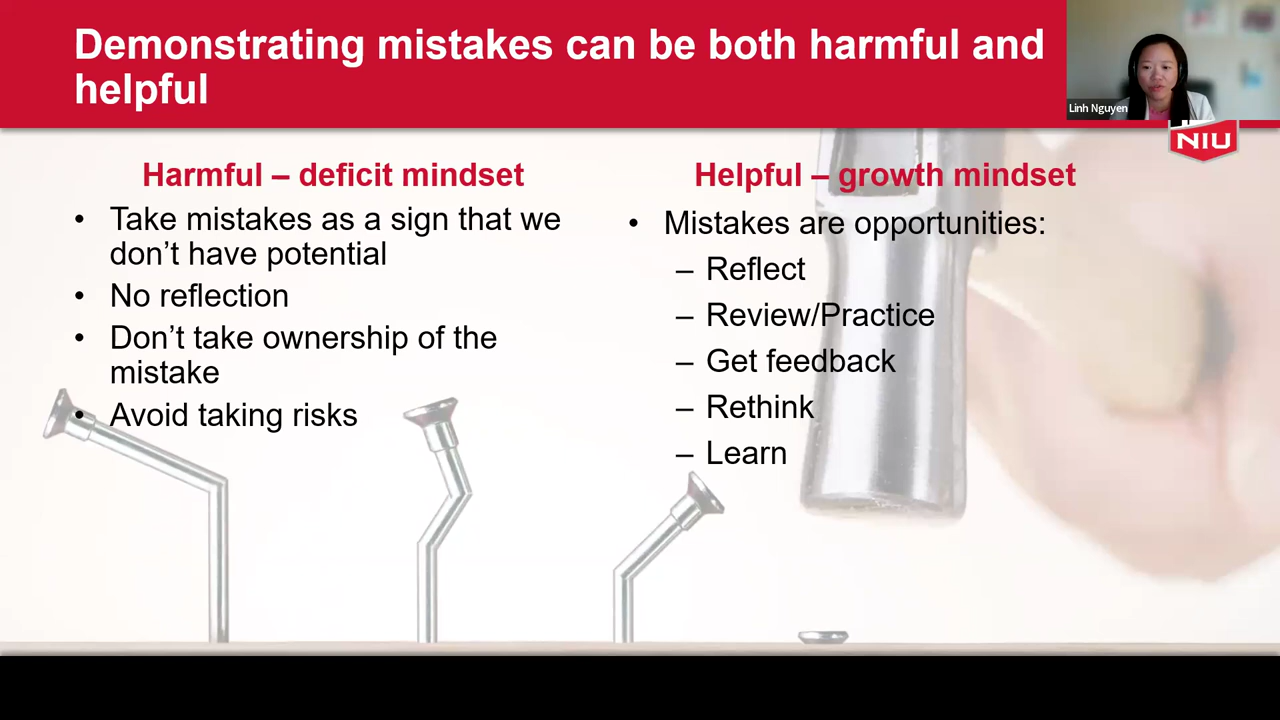 Demonstrating mistakes can be both harmful and
helpful
Linh Nguyen
NIU
Harmful – deficit mindset
• Take mistakes as a sign that we
don’t have potential
• No reflection
• Don’t take ownership of the
mistake
• Avoid taking risks
Helpful – growth mindset
• Mistakes are opportunities:
– Reflect
– Review/Practice
– Get feedback
– Rethink
– Learn